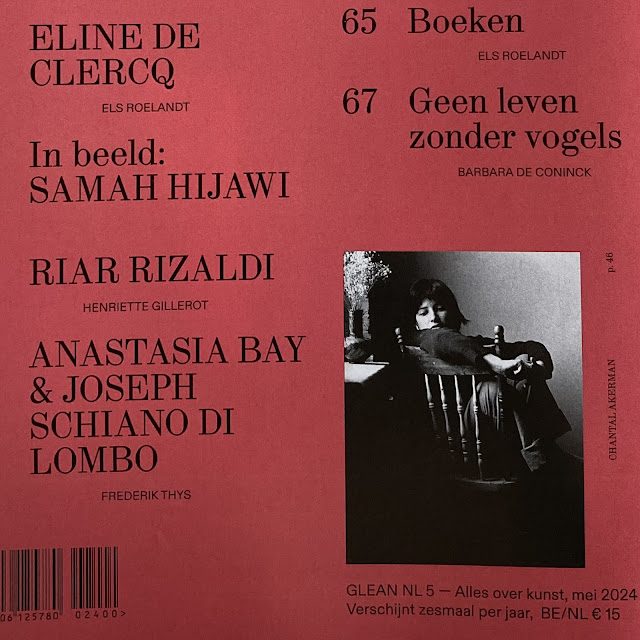 ELINE DE
CLERCQ
ELS ROELANDT
In beeld:
SAMAH HIJAWI
RIAR RIZALDI
HENRIETTE GILLEROT
ANASTASIA BAY
& JOSEPH
SCHIANO DI
LOMBO
FREDERIK THYS
06125780 02400>
65 Boeken
ELS ROELANDT
67 Geen leven
zonder vogels
BARBARA DE CONINCK
p. 46
CHANTAL AKERMAN
GLEAN NL 5 — Alles over kunst, mei 2024
Verschijnt zesmaal per jaar, BE/NL € 15